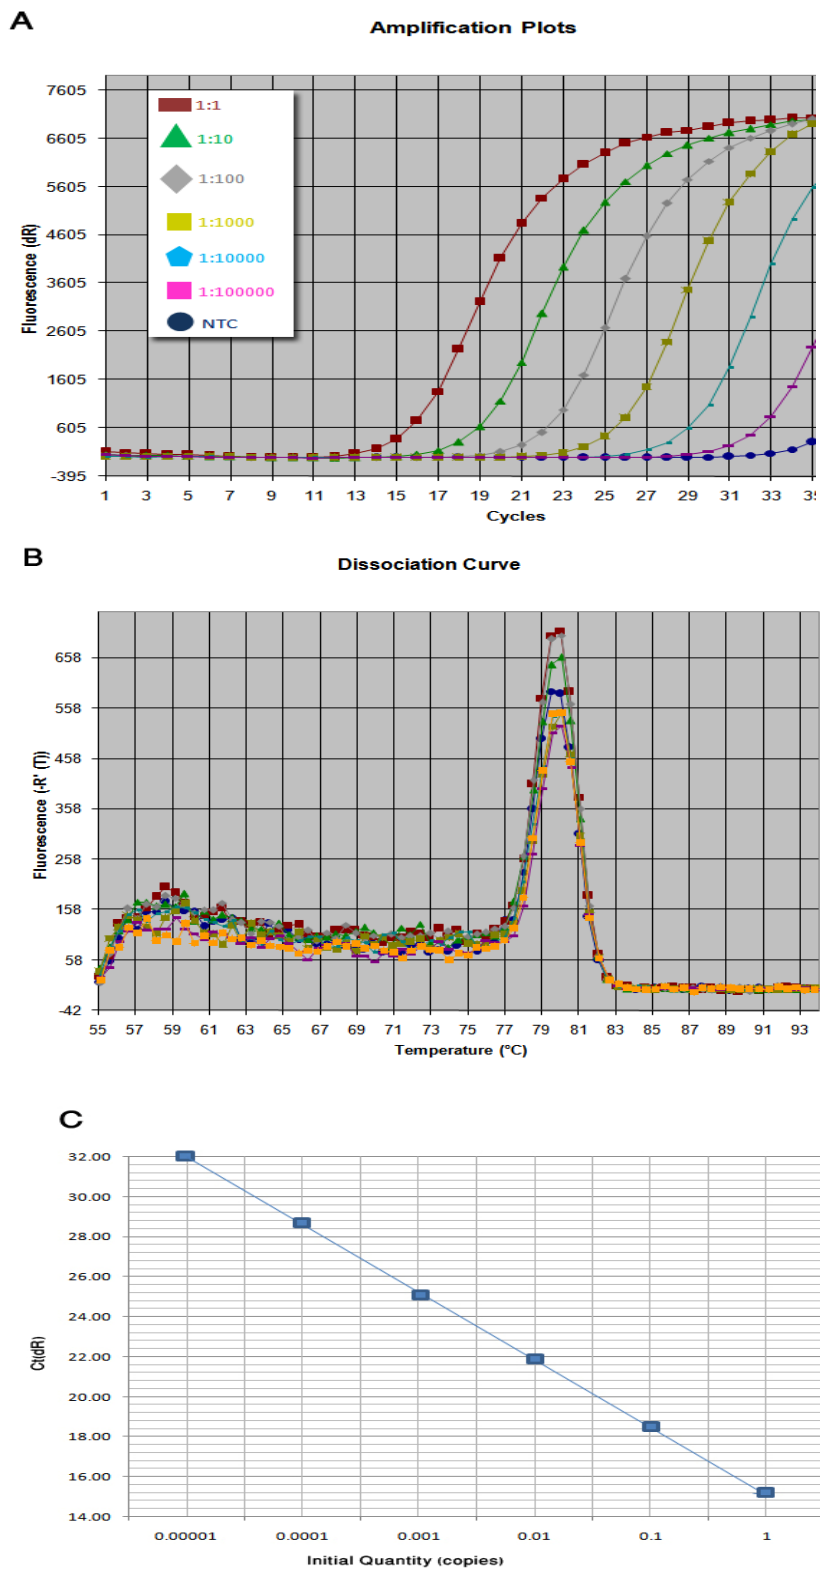 A
Amplification Plots
7605
6605
5605
4605
3605
2605
1605
605
-395
Fluorescence (dR)
1:1
1:10
1:100
1:1000
1:10000
1:100000
NTC
1 3 5 7 9 11 13 15 17 19 21 23 25 27 29 31 33 35
Cycles
B
Dissociation Curve
658
558
458
358
258
158
58
-42
Fluorescence (-R' (T))
55 57 59 61 63 65 67 69 71 73 75 77 79 81 83 85 87 89 91 93
Temperature (°C)
C
32.00
30.00
28.00
26.00
24.00
22.00
20.00
18.00
16.00
14.00
Ct(dR)
0.00001 0.0001 0.001 0.01 0.1 1
Initial Quantity (copies)